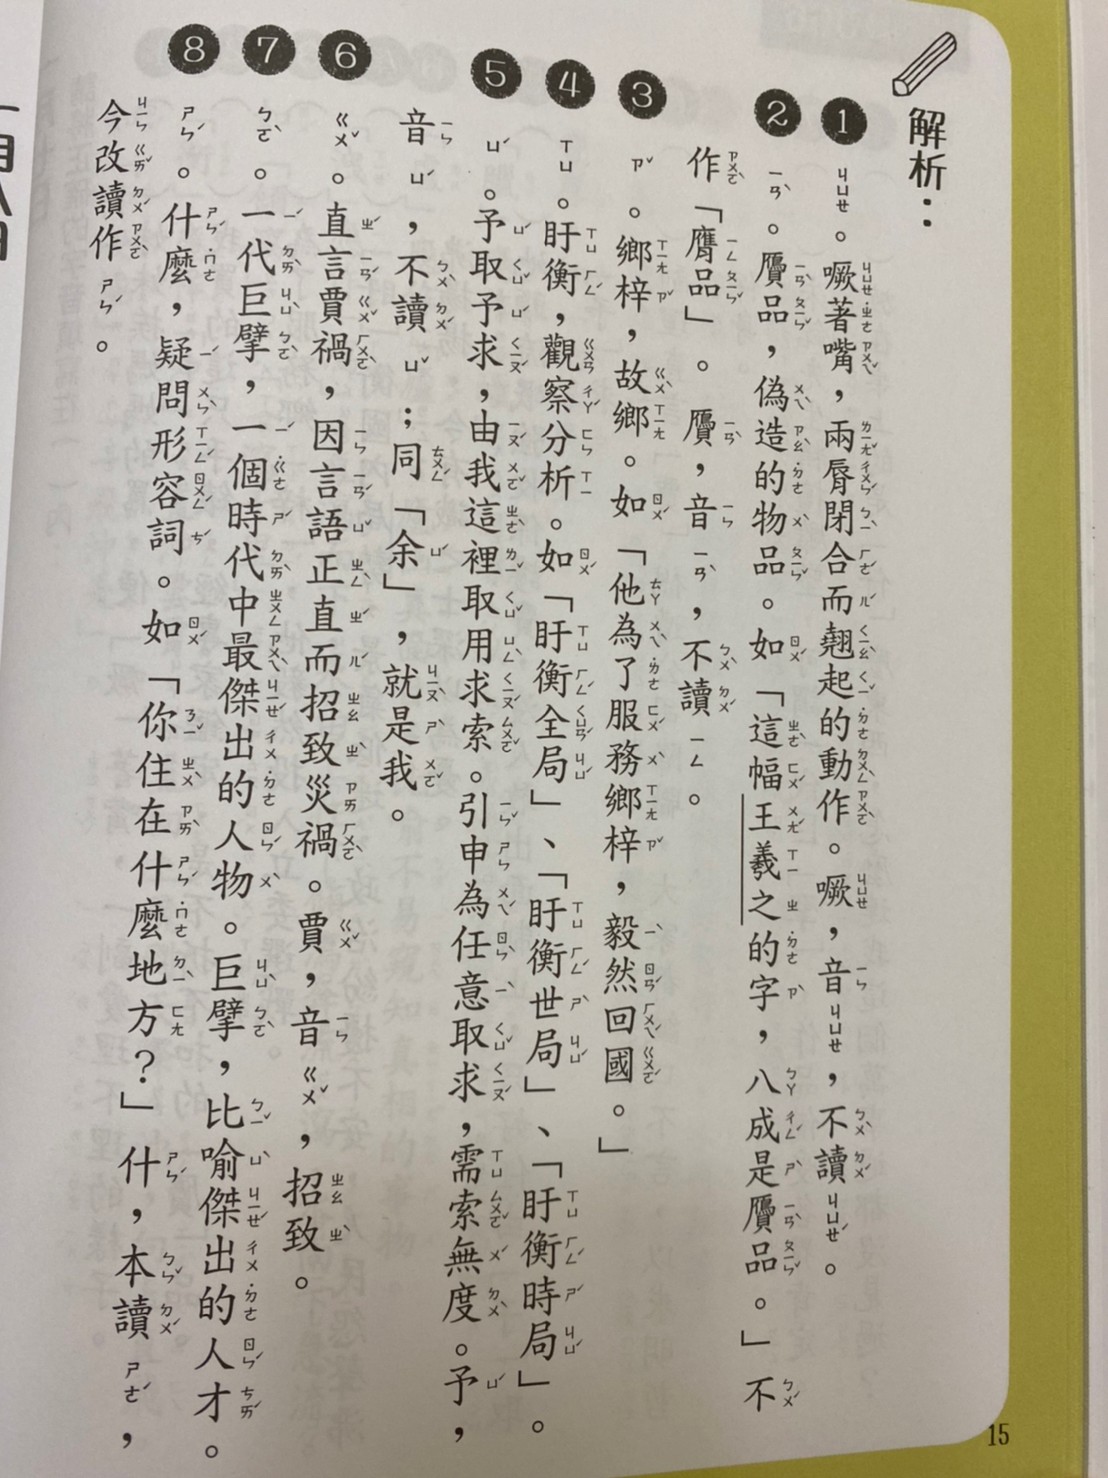 解析：
1 ㄐㄩㄝ。噘著嘴，兩脣閉合而翹起的動作。噘，音ㄐㄩㄝ，不讀ㄐㄩㄝˊ。
2 ㄧㄢˋ。贗品，偽造的物品。如「這幅王羲之的字，八成是贗品。」不
作「膺品」。贗，音ㄧㄢˋ，不讀ㄧㄥ。
3 ㄗˇ。鄉梓，故鄉。如「他為了服務鄉梓，毅然回國。」
4 ㄒㄩ。盱衡，觀察分析。如「盱衡全局」、「盱衡世局」、「盱衡時局」。
5 ㄩˊ。予取予求，由我這裡取用求索。引申為任意取求，需索無度。予，
音ㄩˊ，不讀ㄩˇ；同「余」，就是我。
6 ㄍㄨˇ。直言賈禍，因言語正直而招致災禍。賈，音ㄍㄨˇ，招致。
7 ㄅㄛˋ。一代巨擘，一個時代中最傑出的人物。巨擘，比喻傑出的人才。
8 ㄕㄣˊ。什麼，疑問形容詞。如「你住在什麼地方？」什，本讀ㄕㄜˊ，
今改讀作ㄕㄣˊ。
15